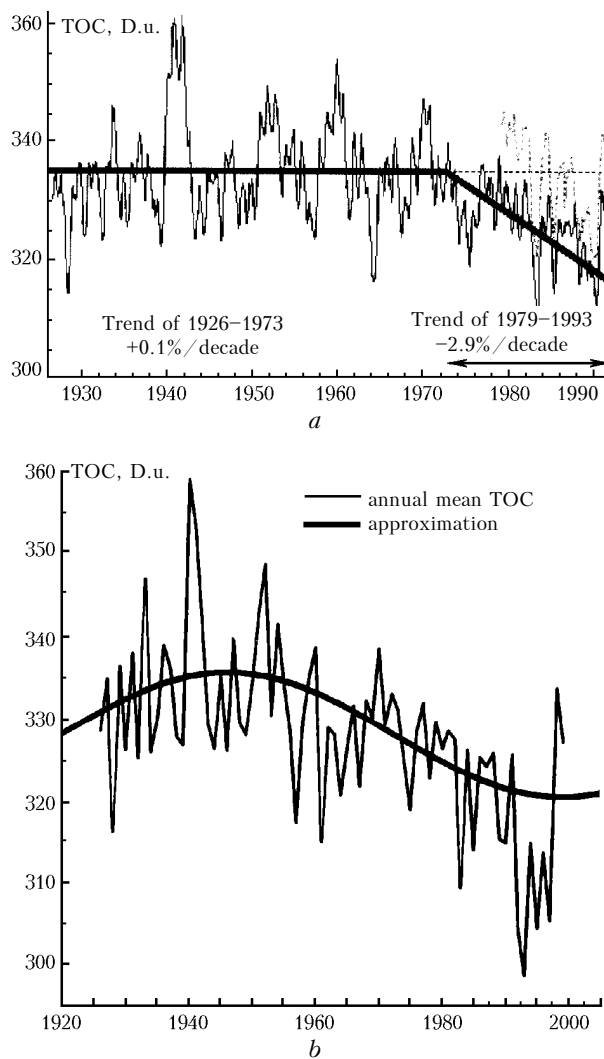 360
TOC, D.u.
340
320
Trend of 1926–1973
+0.1%/decade
Trend of 1979–1993
−2.9%/decade
300
1930 1940 1950 1960 1970 1980 1990
a
360
TOC, D.u.
annual mean TOC
approximation
350
340
330
320
310
300
1920 1940 1960 1980 2000
b